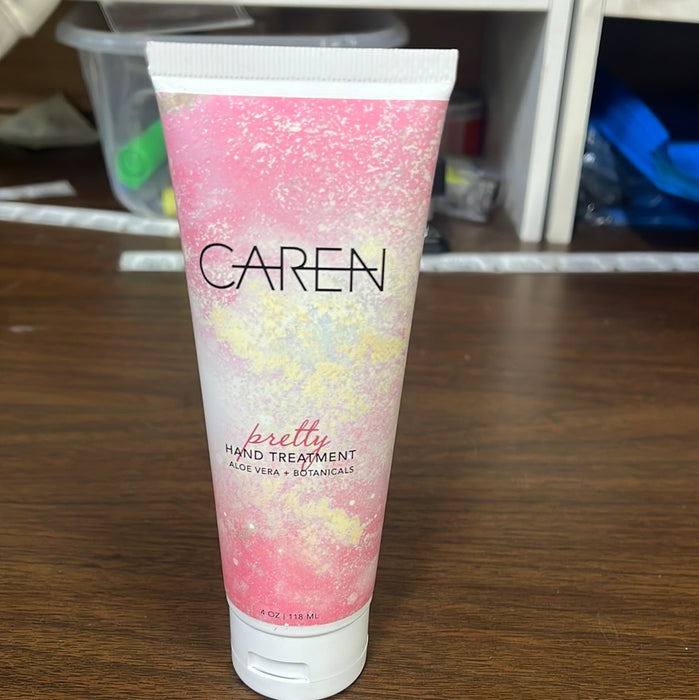 CAREN
pretty
HAND TREATMENT
ALOE VERA + BOTANICALS
4 OZ | 118 ML